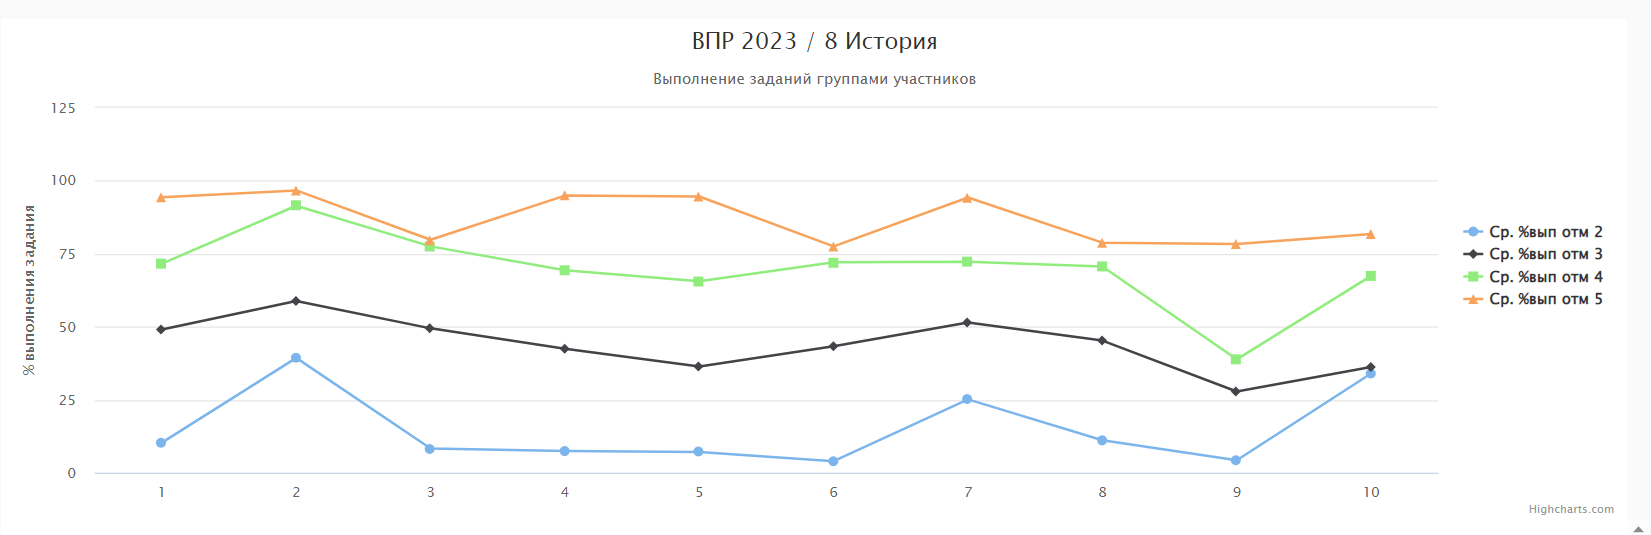 ВПР 2023 / 8 История
Выполнение заданий группами участников
% выполнения задания
125
100
75
50
25
0
1 2 3 4 5 6 7 8 9 10
Ср. %вып отм 2
Ср. %вып отм 3
Ср. %вып отм 4
Ср. %вып отм 5
Highcharts.com